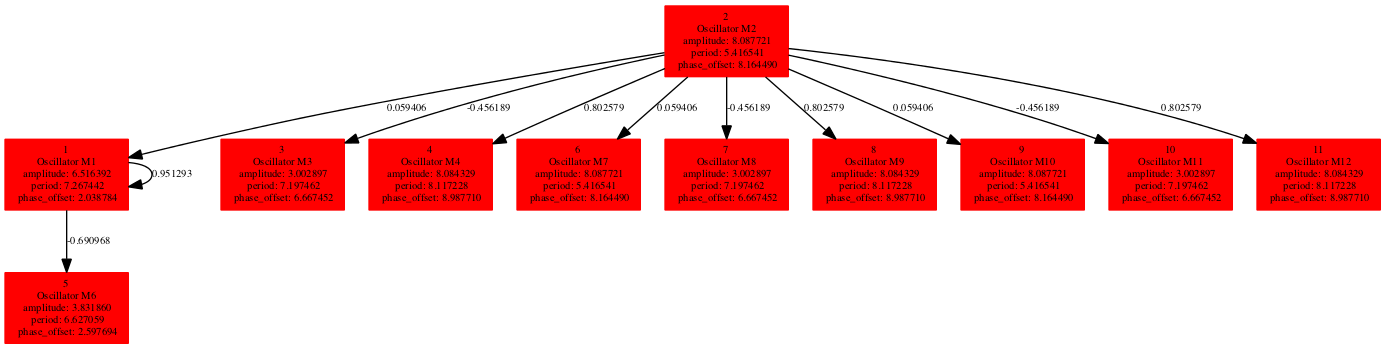 2
Oscillator M2
amplitude: 8.087721
period: 5.416541
phase_offset: 8.164490
0.059406
-0.456189
0.802579
0.059406
-0.456189
0.802579
0.059406
-0.456189
0.802579
1
Oscillator M1
amplitude: 6.516392
period: 7.267442
phase_offset: 2.038784
0.951293
3
Oscillator M3
amplitude: 3.002897
period: 7.197462
phase_offset: 6.667452
4
Oscillator M4
amplitude: 8.084329
period: 8.117228
phase_offset: 8.987710
6
Oscillator M7
amplitude: 8.087721
period: 5.416541
phase_offset: 8.164490
7
Oscillator M8
amplitude: 3.002897
period: 7.197462
phase_offset: 6.667452
8
Oscillator M9
amplitude: 8.084329
period: 8.117228
phase_offset: 8.987710
9
Oscillator M10
amplitude: 8.087721
period: 5.416541
phase_offset: 8.164490
10
Oscillator M11
amplitude: 3.002897
period: 7.197462
phase_offset: 6.667452
11
Oscillator M12
amplitude: 8.084329
period: 8.117228
phase_offset: 8.987710
-0.690968
5
Oscillator M6
amplitude: 3.831860
period: 6.627059
phase_offset: 2.597694